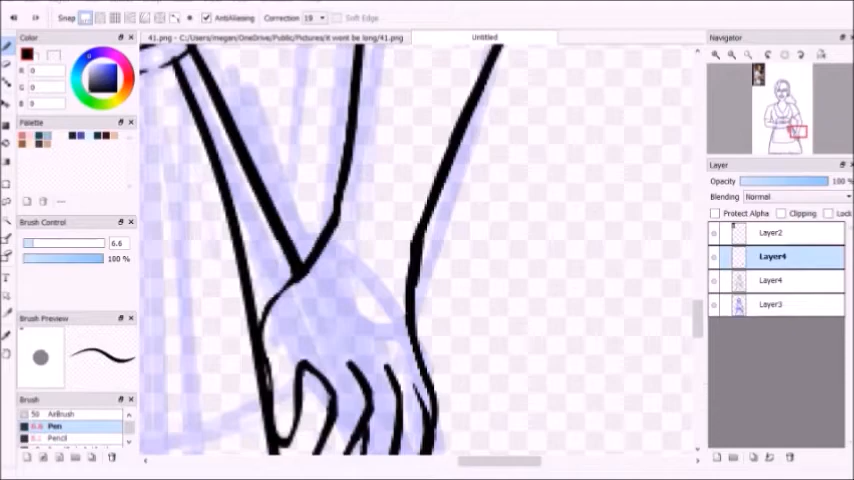 Snap
AntiAliasing
Correction 19
Soft Edge
Color
41.png - C:/Users/megan/OneDrive/Public/Pictures/it wont be long/41.png
Untitled
Navigator
R 0
G 0
B 0
Palette
Layer
Opacity 100 %
Blending Normal
Protect Alpha Clipping Lock
Brush Control
6.6
100 %
Layer2
Layer4
Layer4
Layer3
Brush Preview
Brush
50 AirBrush
Pen
Pencil